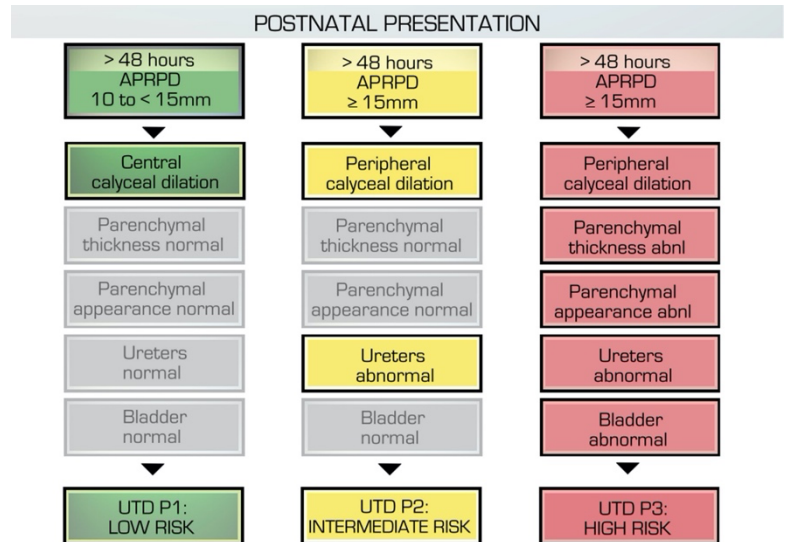 POSTNATAL PRESENTATION
> 48 hours
APRPD
10 to < 15mm
Central
calyceal dilation
Parenchymal
thickness normal
Parenchymal
appearance normal
Ureters
normal
Bladder
normal
UTD P1:
LOW RISK
> 48 hours
APRPD
≥ 15mm
Peripheral
calyceal dilation
Parenchymal
thickness normal
Parenchymal
appearance normal
Ureters
abnormal
Bladder
normal
UTD P2:
INTERMEDIATE RISK
> 48 hours
APRPD
≥ 15mm
Peripheral
calyceal dilation
Parenchymal
thickness abnl
Parenchymal
appearance abnl
Ureters
abnormal
Bladder
abnormal
UTD P3:
HIGH RISK